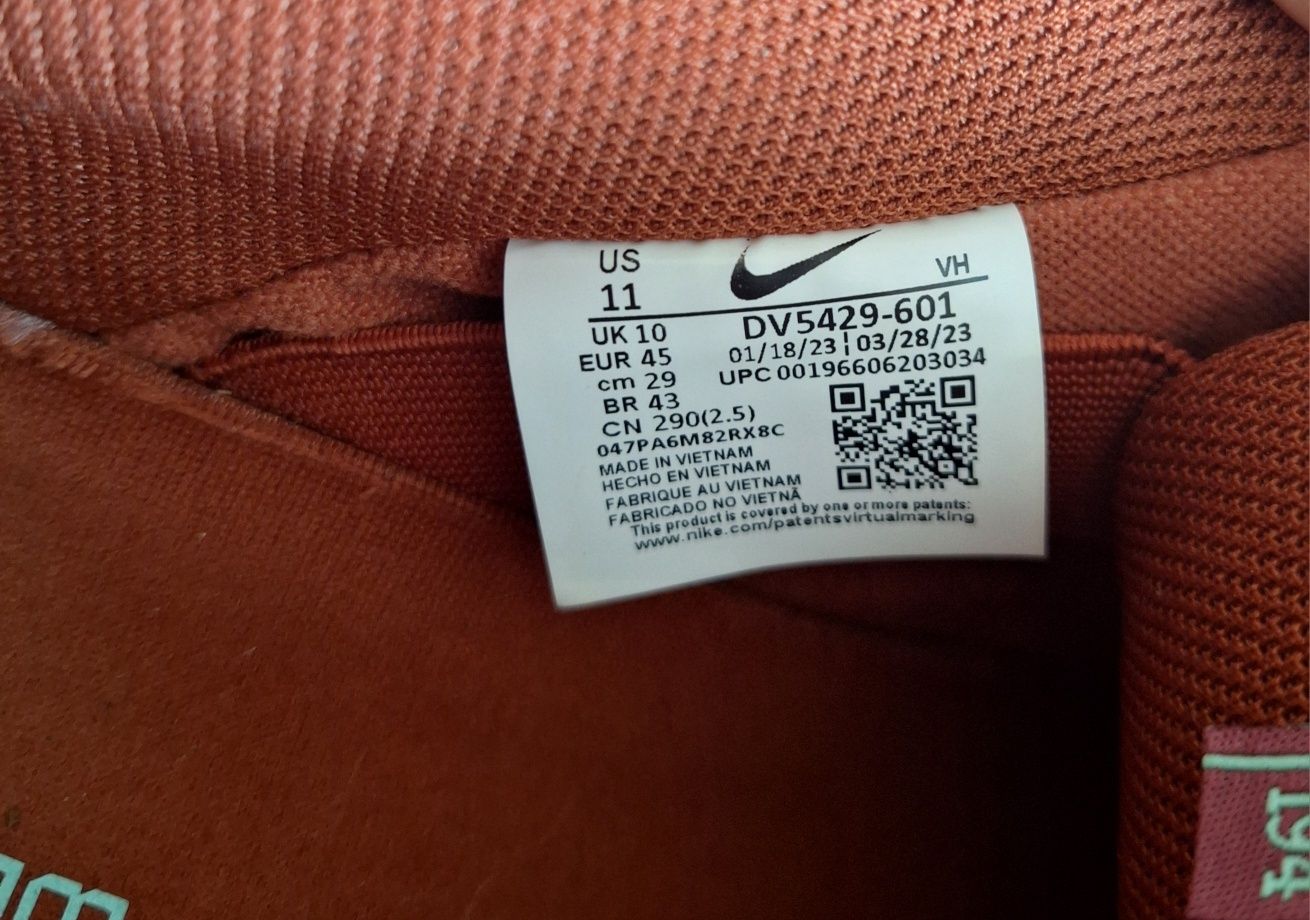 US
11
VH
UK 10
EUR 45
cm 29
BR 43
CN 290(2.5)
DV5429-601
01/18/23 ¦ 03/28/23
UPC 00196606203034
047PA6M82RX8C
MADE IN VIETNAM
HECHO EN VIETNAM
FABRIQUE AU VIETNAM
FABRICADO NO VIETNÃ
This product is covered by one or more patents:
www.nike.com/patentsvirtualmarking